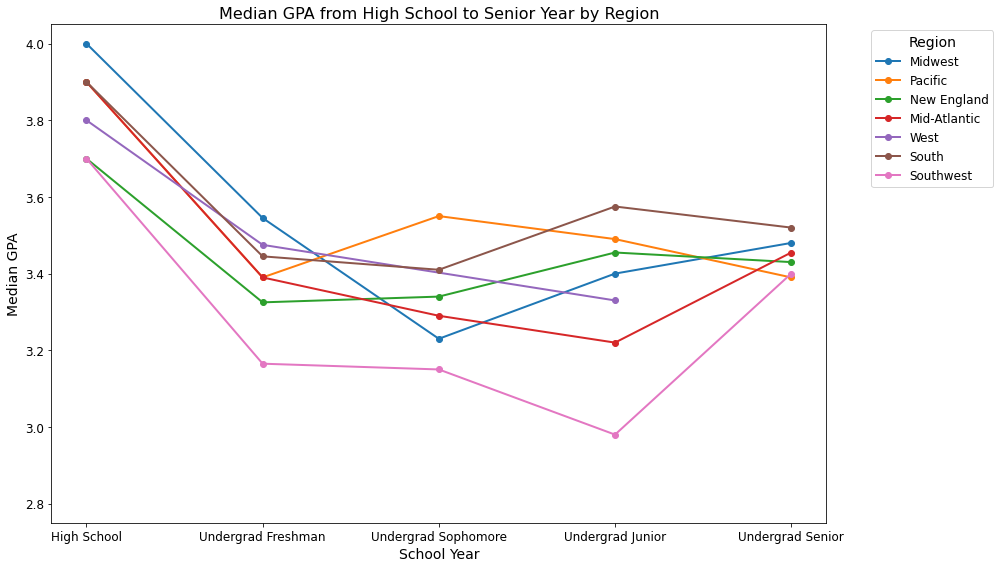 Median GPA from High School to Senior Year by Region
Region
Midwest
Pacific
New England
Mid-Atlantic
West
South
Southwest
Median GPA
4.0
3.8
3.6
3.4
3.2
3.0
2.8
High School Undergrad Freshman Undergrad Sophomore Undergrad Junior Undergrad Senior
School Year